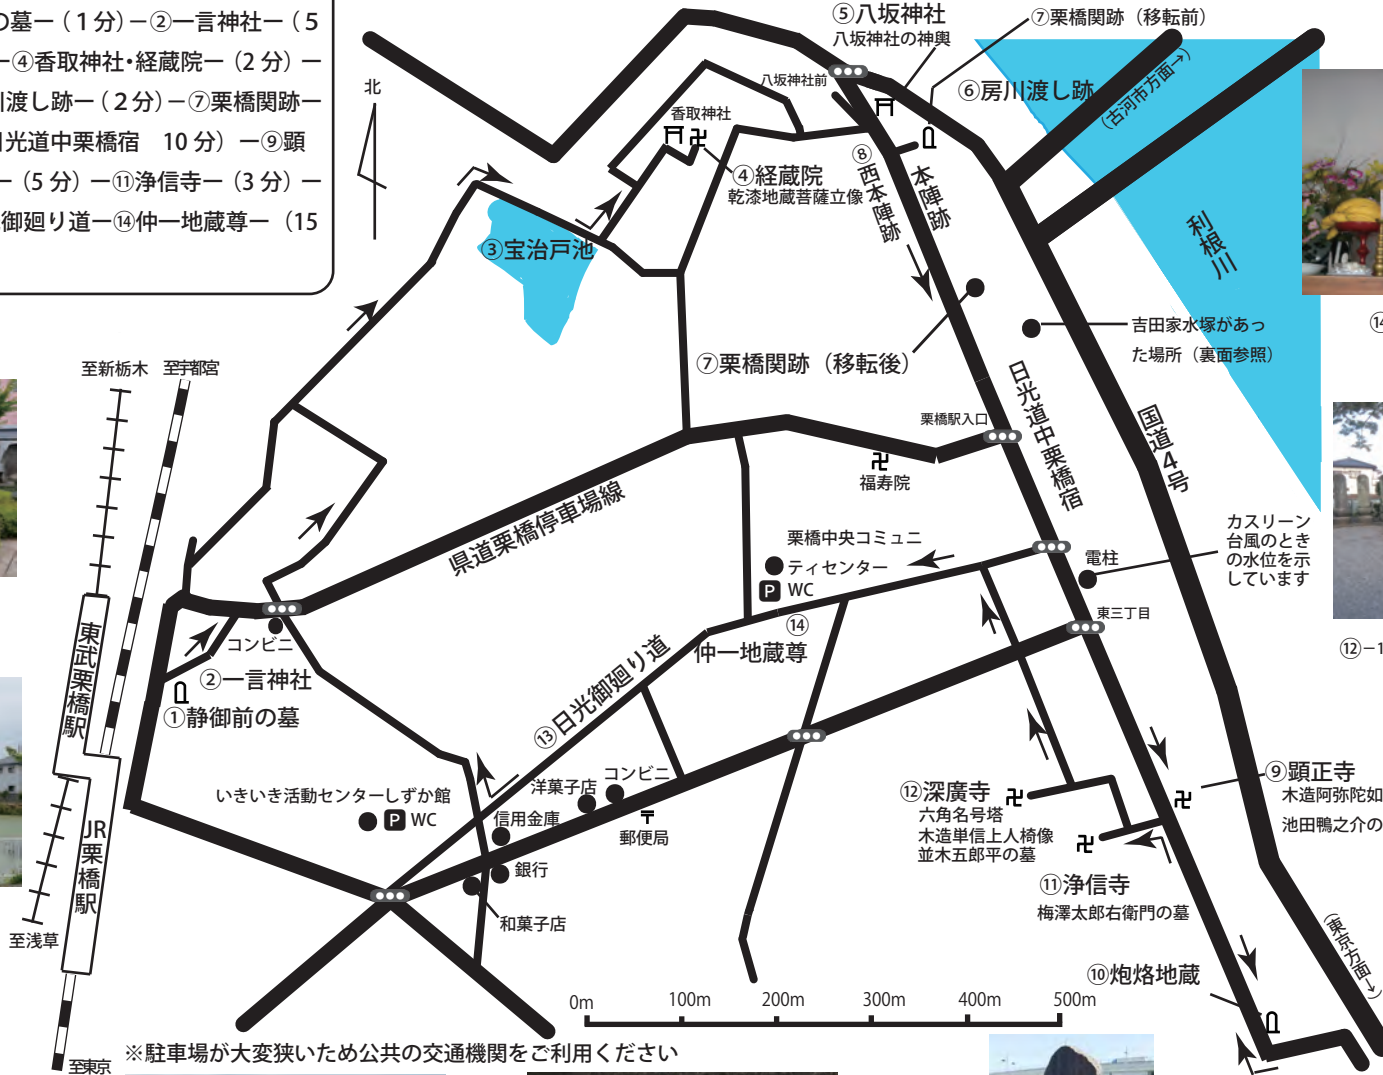 の墓ー（1分）－②一言神社ー（5
ー④香取神社・経蔵院ー（2分）ー
川渡し跡ー（2分）－⑦栗橋関跡ー
日光道中栗橋宿　10分）ー⑨顕
ー（5分）ー⑪浄信寺ー（3分）ー
御廻り道ー⑭仲一地蔵尊ー（15
北
⑤八坂神社
八坂神社の神輿
⑦栗橋関跡（移転前）
八坂神社前
⑥房川渡し跡
（古河市方面→）
香取神社
④経蔵院
乾漆地蔵菩薩立像
⑧西本陣跡
本陣跡
利根川
③宝治戸池
吉田家水塚があっ
た場所（裏面参照）
⑦栗橋関跡（移転後）
⑭
至新栃木
至宇都宮
日光道中栗橋宿
栗橋駅入口
国道4号
福寿院
県道栗橋停車場線
カスリーン
台風のとき
の水位を示
しています
栗橋中央コミュニ
ティセンター
P WC
電柱
東三丁目
⑭
仲一地蔵尊
コンビニ
②一言神社
①静御前の墓
東武栗橋駅
⑬日光御廻り道
⑫－1
JR栗橋駅
いきいき活動センターしずか館
P WC
洋菓子店
コンビニ
信用金庫
郵便局
銀行
和菓子店
⑨顕正寺
木造阿弥陀如
池田鴨之介の
⑫深廣寺
六角名号塔
木造単信上人椅像
並木五郎平の墓
⑪浄信寺
梅澤太郎右衛門の墓
至浅草
⑩炮烙地蔵
（東京方面→）
0m 100m 200m 300m 400m 500m
※駐車場が大変狭いため公共の交通機関をご利用ください
至東京